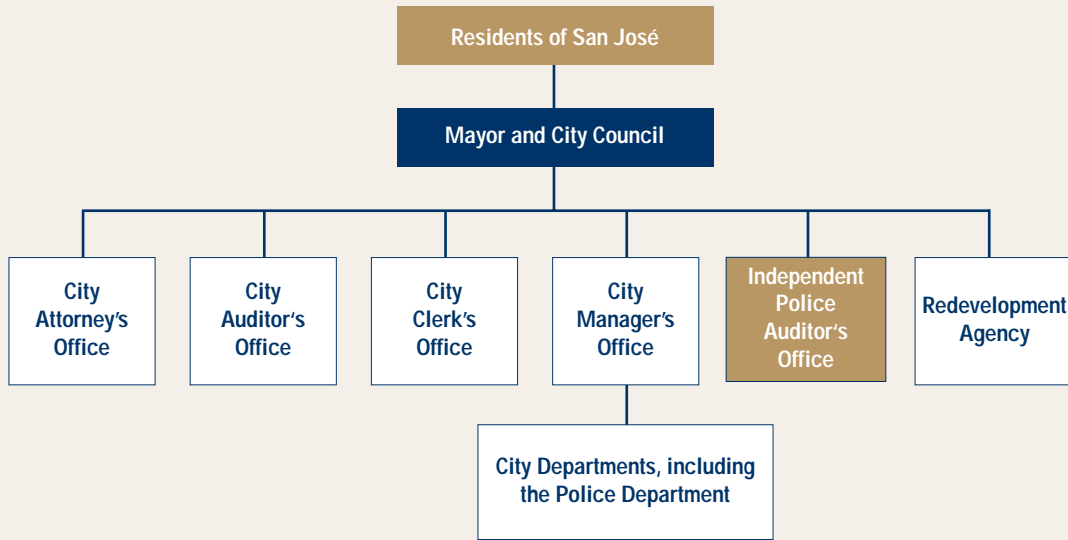 Residents of San José
Mayor and City Council
City
Attorney's
Office
City
Auditor's
Office
City
Clerk's
Office
City
Manager's
Office
Independent
Police
Auditor's
Office
Redevelopment
Agency
City Departments, including
the Police Department